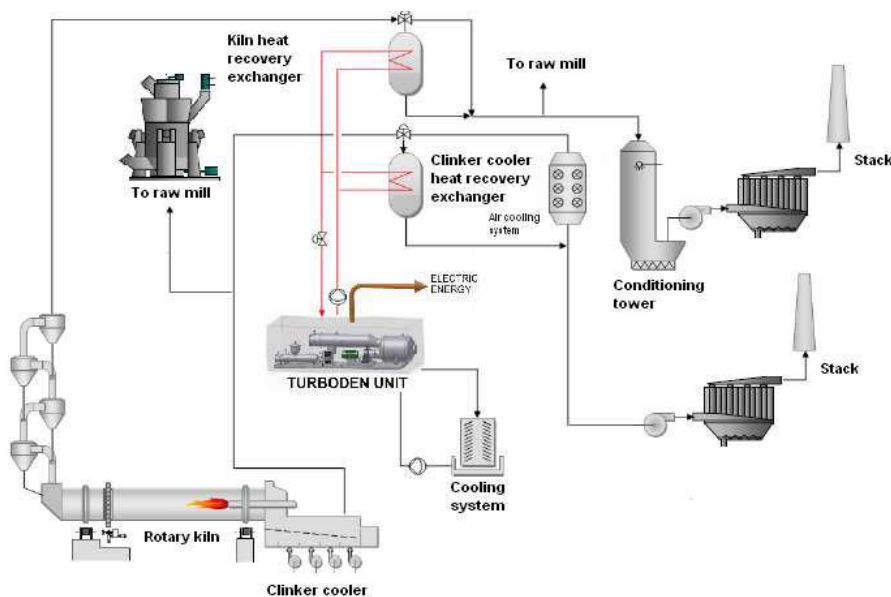 Kiln heat
recovery
exchanger
To raw mill
Stack
To raw mill
Clinker cooler
heat recovery
exchanger
Air cooling
system
Conditioning
tower
ELECTRIC
ENERGY
TURBODEN UNIT
Stack
Cooling
system
Rotary kiln
Clinker cooler